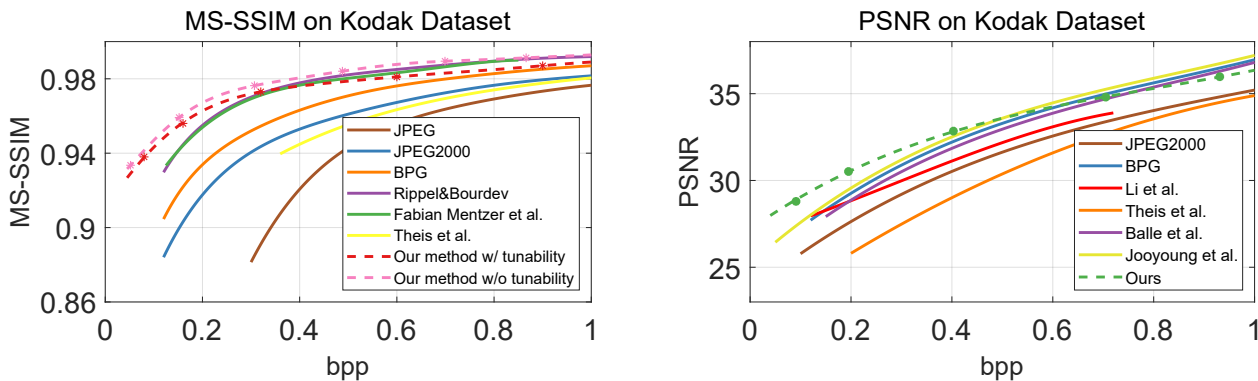 MS-SSIM on Kodak Dataset
MS-SSIM
0.98
0.94
0.9
0.86
0
0.2
0.4
0.6
0.8
1
bpp
JPEG
JPEG2000
BPG
Rippel&Bourdev
Fabian Mentzer et al.
Theis et al.
Our method w/ tunability
Our method w/o tunability
PSNR on Kodak Dataset
PSNR
35
30
25
0
0.2
0.4
0.6
0.8
1
bpp
JPEG2000
BPG
Li et al.
Theis et al.
Balle et al.
Jooyoung et al.
Ours